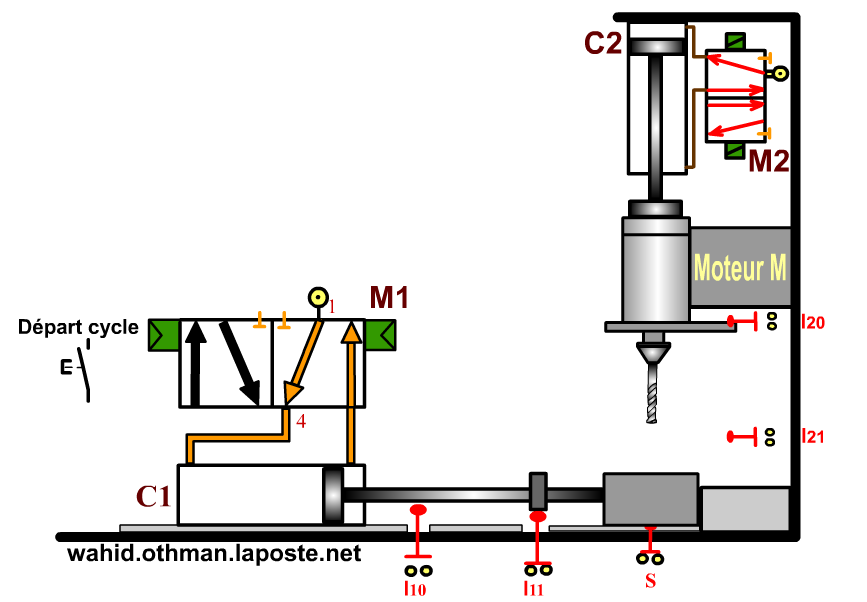 C2
M2
Moteur M
1
M1
Départ cycle
E
I20
4
I21
C1
wahid.othman.laposte.net
I10
I11
S